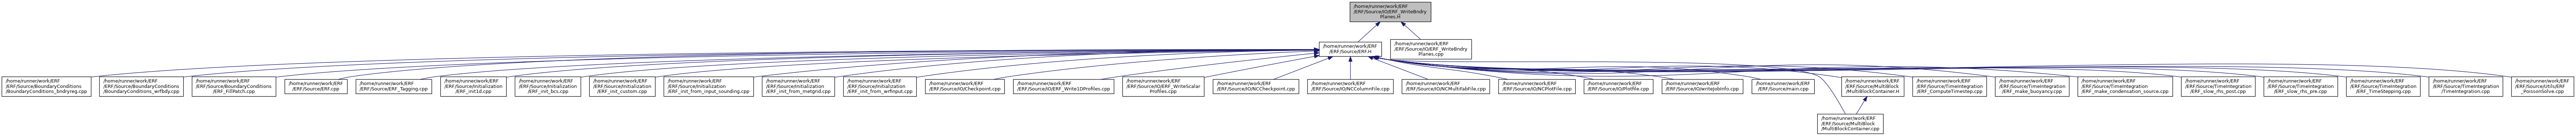 /home/runner/work/ERF
/ERF/Source/IO/ERF_WriteBndry
Planes.H
/home/runner/work/ERF
/ERF/Source/ERF.H
/home/runner/work/ERF
/ERF/Source/IO/ERF_WriteBndry
Planes.cpp
/home/runner/work/ERF
/ERF/Source/BoundaryConditions
/BoundaryConditions_bndryreg.cpp
/home/runner/work/ERF
/ERF/Source/BoundaryConditions
/BoundaryConditions_wrfbdy.cpp
/home/runner/work/ERF
/ERF/Source/BoundaryConditions
/ERF_FillPatch.cpp
/home/runner/work/ERF
/ERF/Source/ERF.cpp
/home/runner/work/ERF
/ERF/Source/ERF_Tagging.cpp
/home/runner/work/ERF
/ERF/Source/Initialization
/ERF_init1d.cpp
/home/runner/work/ERF
/ERF/Source/Initialization
/ERF_init_bcs.cpp
/home/runner/work/ERF
/ERF/Source/Initialization
/ERF_init_custom.cpp
/home/runner/work/ERF
/ERF/Source/Initialization
/ERF_init_from_input_sounding.cpp
/home/runner/work/ERF
/ERF/Source/Initialization
/ERF_init_from_metgrid.cpp
/home/runner/work/ERF
/ERF/Source/Initialization
/ERF_init_from_wrfinput.cpp
/home/runner/work/ERF
/ERF/Source/IO/Checkpoint.cpp
/home/runner/work/ERF
/ERF/Source/IO/ERF_Write1DProfiles.cpp
/home/runner/work/ERF
/ERF/Source/IO/ERF_WriteScalar
Profiles.cpp
/home/runner/work/ERF
/ERF/Source/IO/NCCheckpoint.cpp
/home/runner/work/ERF
/ERF/Source/IO/NCColumnFile.cpp
/home/runner/work/ERF
/ERF/Source/IO/NCMultiFabFile.cpp
/home/runner/work/ERF
/ERF/Source/IO/NCPlotFile.cpp
/home/runner/work/ERF
/ERF/Source/IO/Plotfile.cpp
/home/runner/work/ERF
/ERF/Source/IO/writeJobInfo.cpp
/home/runner/work/ERF
/ERF/Source/main.cpp
/home/runner/work/ERF
/ERF/Source/MultiBlock
/MultiBlockContainer.H
/home/runner/work/ERF
/ERF/Source/TimeIntegration
/ERF_ComputeTimestep.cpp
/home/runner/work/ERF
/ERF/Source/TimeIntegration
/ERF_make_buoyancy.cpp
/home/runner/work/ERF
/ERF/Source/TimeIntegration
/ERF_make_condensation_source.cpp
/home/runner/work/ERF
/ERF/Source/TimeIntegration
/ERF_slow_rhs_post.cpp
/home/runner/work/ERF
/ERF/Source/TimeIntegration
/ERF_slow_rhs_pre.cpp
/home/runner/work/ERF
/ERF/Source/TimeIntegration
/ERF_TimeStepping.cpp
/home/runner/work/ERF
/ERF/Source/TimeIntegration
/TimeIntegration.cpp
/home/runner/work/ERF
/ERF/Source/Utils/ERF
_PoissonSolve.cpp
/home/runner/work/ERF
/ERF/Source/MultiBlock
/MultiBlockContainer.cpp